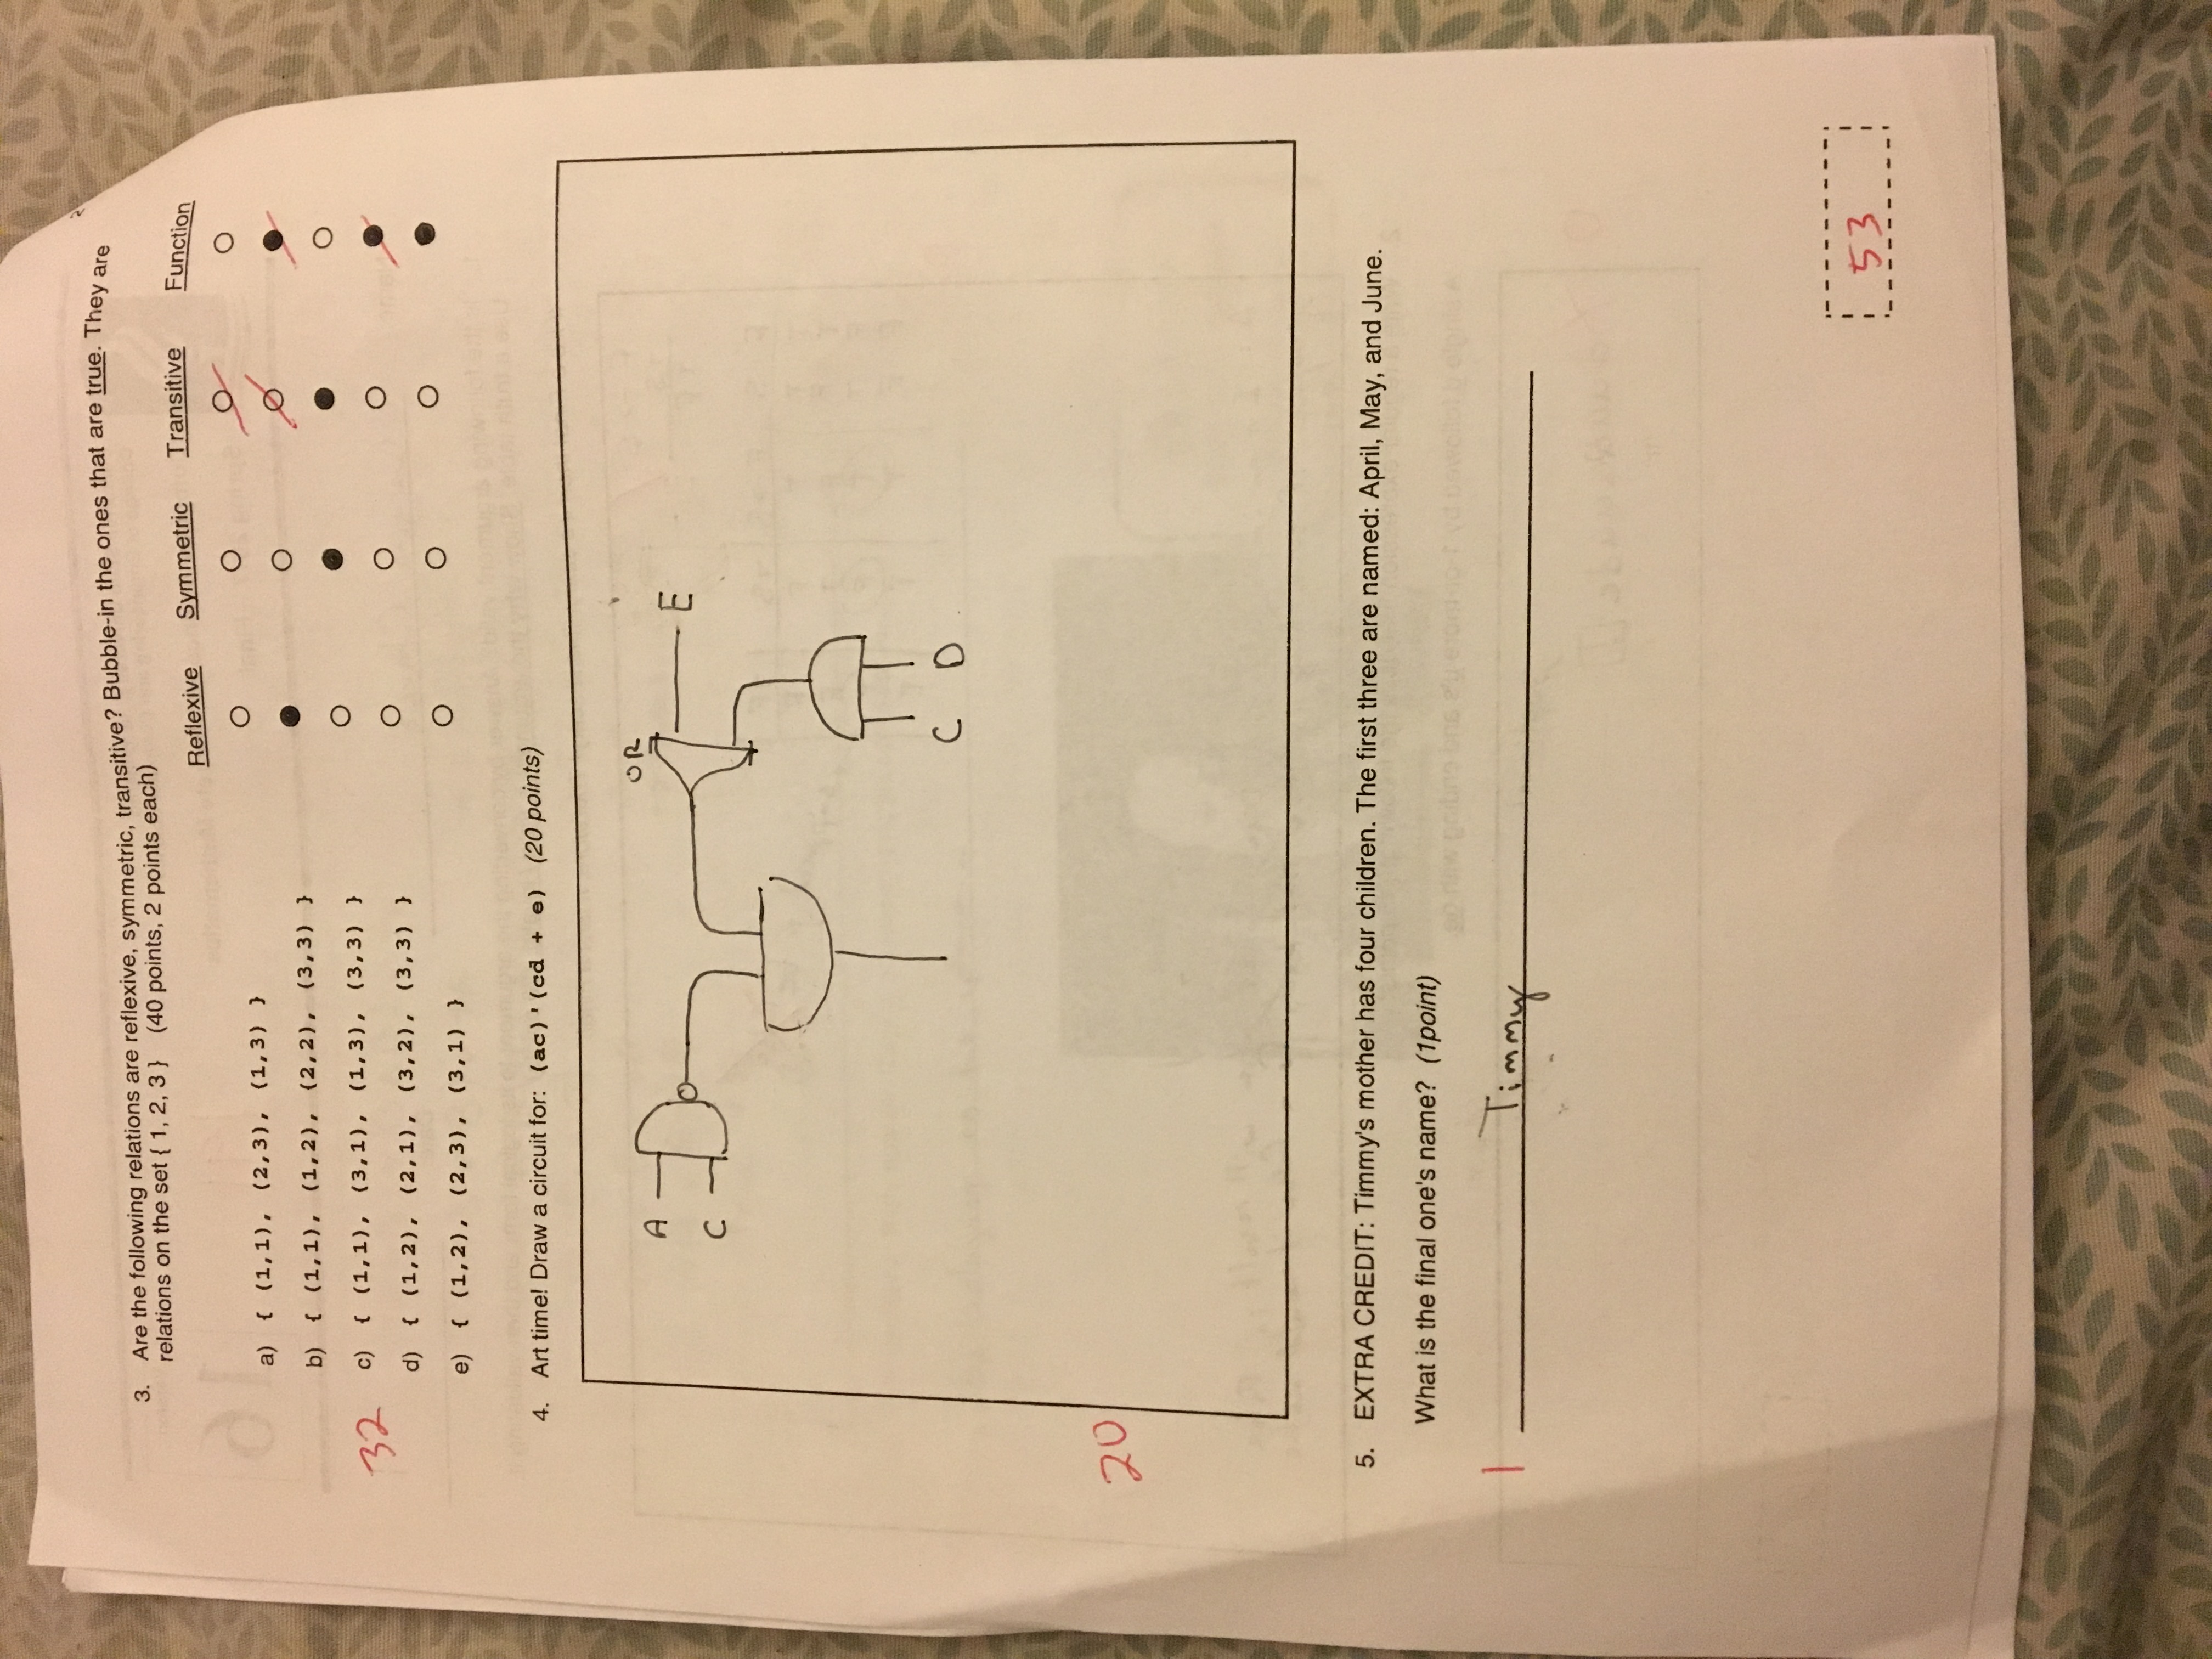 3. Are the following relations are reflexive, symmetric, transitive? Bubble-in the ones that are true. They are
relations on the set { 1, 2, 3 } (40 points, 2 points each)
Reflexive Symmetric Transitive Function
a) { (1,1), (2,3), (1,3) }
b) { (1,1), (1,2), (2,2), (3,3) }
32
c) { (1,1), (3,1), (1,3), (3,3) }
d) { (1,2), (2,1), (3,2), (3,3) }
e) { (1,2), (2,3), (3,1) }
4. Art time! Draw a circuit for: (ac)'(cd + e) (20 points)
OR
A
E
C
C D
20
5. EXTRA CREDIT: Timmy's mother has four children. The first three are named: April, May, and June.
What is the final one's name? (1point)
1 Timmy
53